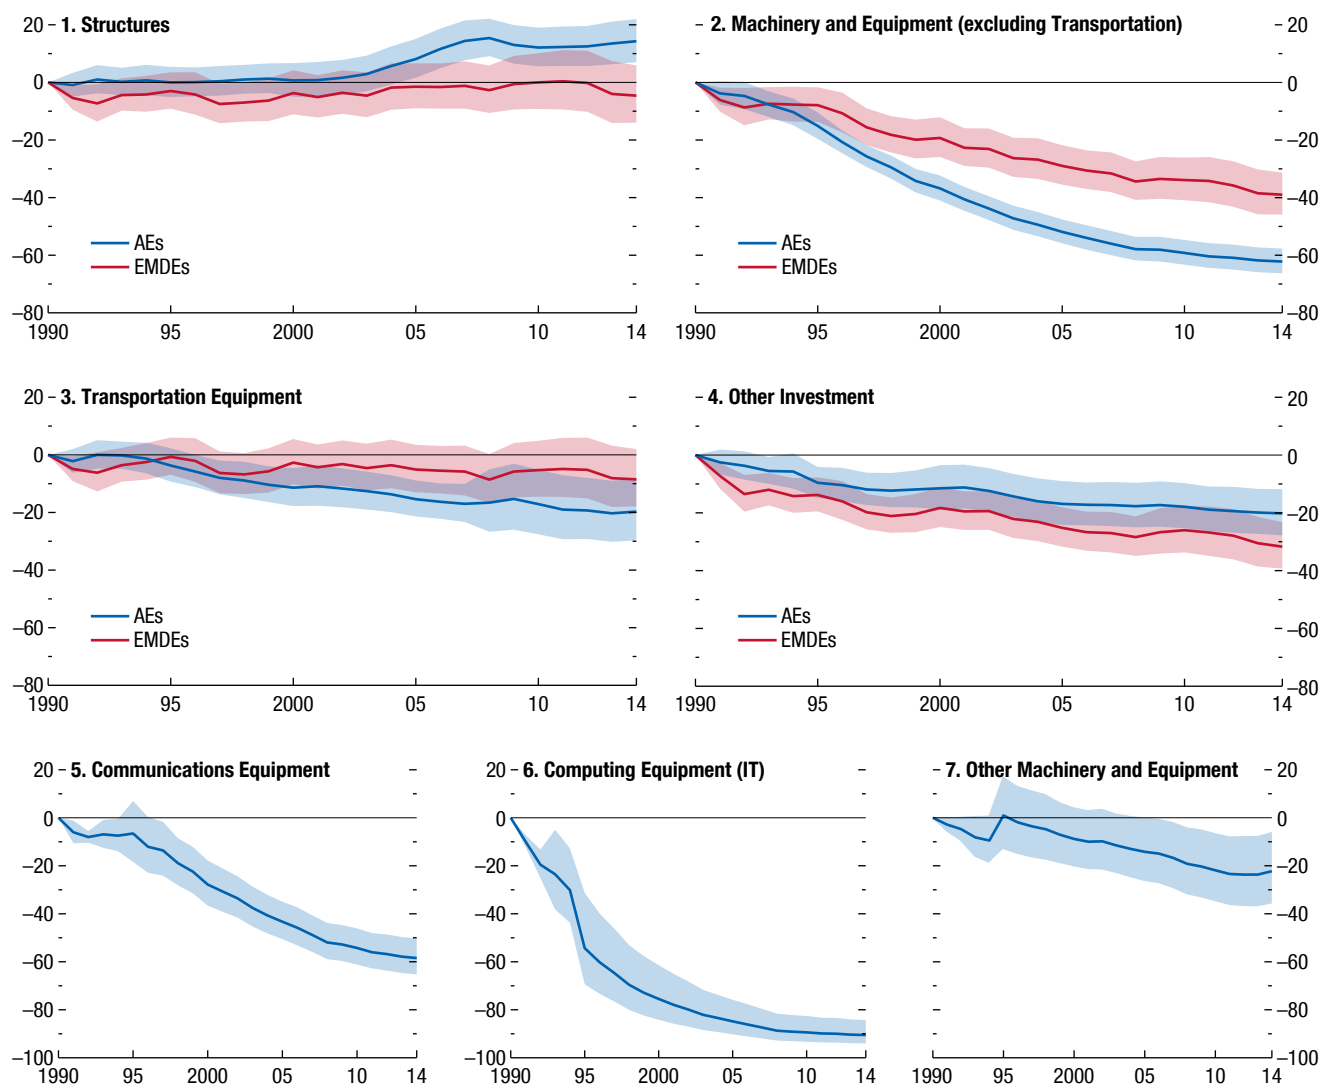 1. Structures
20
0
–20
–40
–60
–80
AEs
EMDEs
1990 95 2000 05 10 14
2. Machinery and Equipment (excluding Transportation)
20
0
–20
–40
–60
–80
AEs
EMDEs
1990 95 2000 05 10 14
3. Transportation Equipment
20
0
–20
–40
–60
–80
AEs
EMDEs
1990 95 2000 05 10 14
4. Other Investment
20
0
–20
–40
–60
–80
AEs
EMDEs
1990 95 2000 05 10 14
5. Communications Equipment
20
0
–20
–40
–60
–80
–100
1990 95 2000 05 10 14
6. Computing Equipment (IT)
20
0
–20
–40
–60
–80
–100
1990 95 2000 05 10 14
7. Other Machinery and Equipment
20
0
–20
–40
–60
–80
–100
1990 95 2000 05 10 14